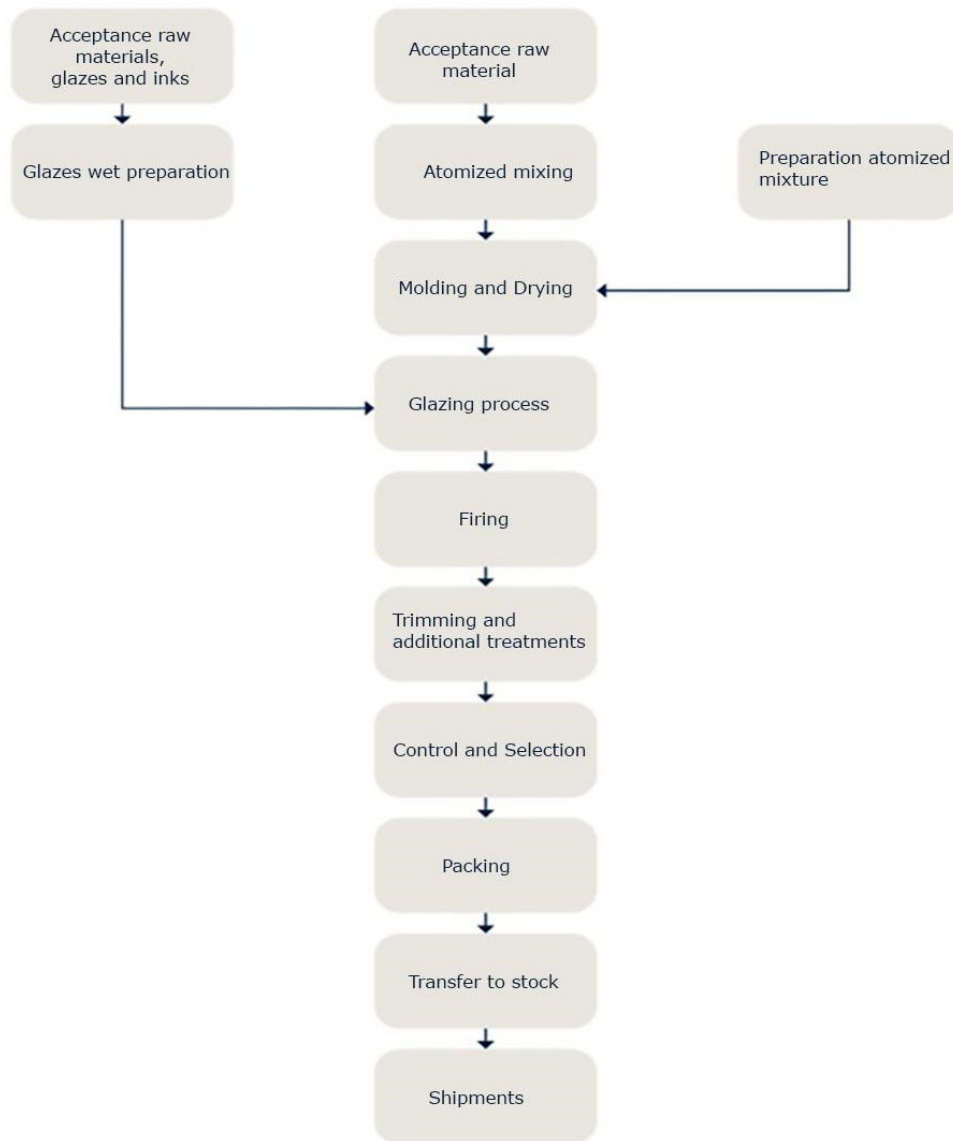 Acceptance raw
materials,
glazes and inks
Acceptance raw
material
Glazes wet preparation
Atomized mixing
Preparation atomized
mixture
Molding and Drying
Glazing process
Firing
Trimming and
additional treatments
Control and Selection
Packing
Transfer to stock
Shipments